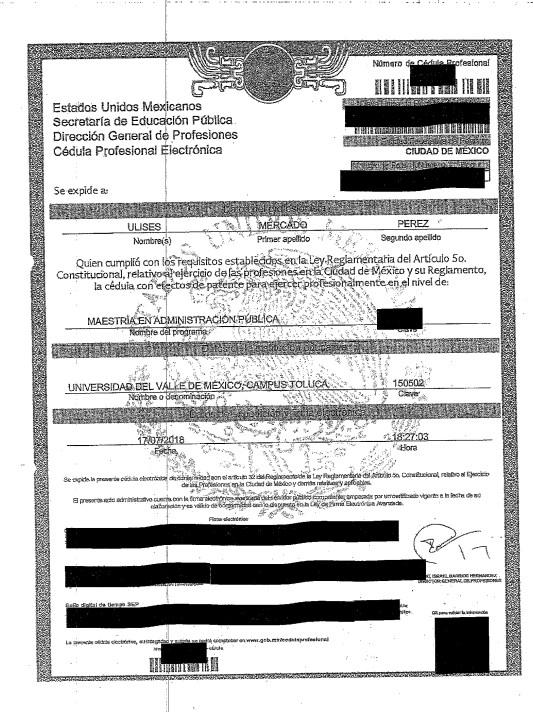 Número de Cédula Profesional
Estados Unidos Mexicanos
Secretaría de Educación Pública
Dirección General de Profesiones
Cédula Profesional Electrónica
CIUDAD DE MÉXICO
Se expide a:
ULISES MERCADO PEREZ
Nombre(s) Primer apellido Segundo apellido
Quien cumplió con los requisitos establecidos en la Ley Reglamentaria del Artículo 5o.
Constitucional, relativo al ejercicio de las profesiones en la Ciudad de México y su Reglamento,
la cédula con efectos de patente para ejercer profesionalmente en el nivel de:
MAESTRÍA EN ADMINISTRACIÓN PÚBLICA
Nombre del programa Clave
UNIVERSIDAD DEL VALLE DE MÉXICO, CAMPUS TOLUCA 150502
Nombre o denominación Clave
17/07/2018 18:27:03
Fecha Hora
Se expide la presente cédula electrónica de conformidad con el artículo 32 del Reglamento de la Ley Reglamentaria del Artículo 5o. Constitucional, relativo al Ejercicio
de las Profesiones en la Ciudad de México y demás relativos y aplicables.
El presente acto administrativo cuenta con la firma electrónica avanzada del servidor público competente, amparada por un certificado vigente a la fecha de su
elaboración y es válido de conformidad con lo dispuesto en la Ley de Firma Electrónica Avanzada.
Firma electrónica
ISRAEL BARRIOS HERNÁNDEZ
DIRECTOR GENERAL DE PROFESIONES
Sello digital de tiempo SEP
QR para validar la información
La presente cédula electrónica, su integridad y autoría se podrá comprobar en www.gob.mx/cedulaprofesional